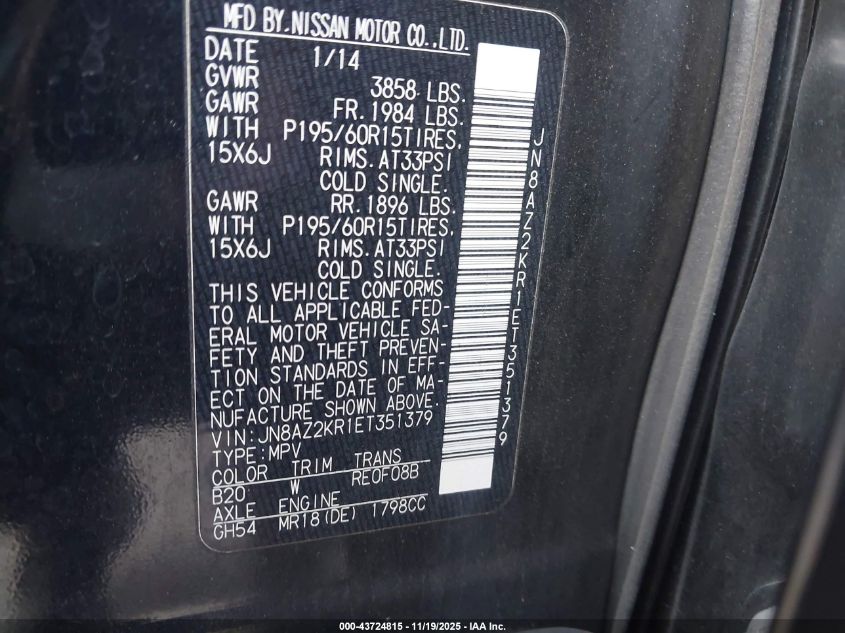 MFD BY.NISSAN MOTOR CO.,LTD.
DATE 1/14
GVWR 3858 LBS.
GAWR FR. 1984 LBS.
WITH P195/60R15TIRES,
15X6J RIMS. AT33PSI
COLD SINGLE.
GAWR RR. 1896 LBS.
WITH P195/60R15TIRES,
15X6J RIMS. AT33PSI
COLD SINGLE.
THIS VEHICLE CONFORMS
TO ALL APPLICABLE FED-
ERAL MOTOR VEHICLE SA-
FETY AND THEFT PREVEN-
TION STANDARDS IN EFF-
ECT ON THE DATE OF MA-
NUFACTURE SHOWN ABOVE.
VIN:JN8AZ2KR1ET351379
TYPE:MPV
COLOR TRIM TRANS
B20 W RE0F08B
AXLE ENGINE
GH54 MR18(DE) 1798CC
JN8AZ2KR1ET351379
000-43724815 - 11/19/2025 - IAA Inc.